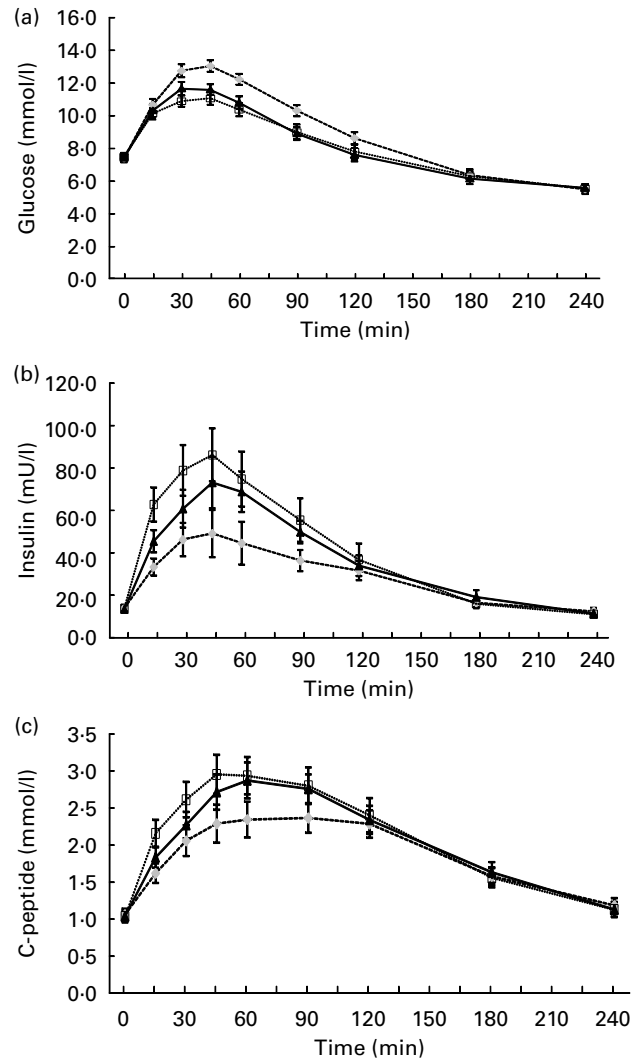 (a)
16·0
14·0
12·0
10·0
8·0
6·0
4·0
2·0
0·0
Glucose (mmol/l)
0 30 60 90 120 150 180 210 240
Time (min)
(b)
120·0
100·0
80·0
60·0
40·0
20·0
0·0
Insulin (mU/l)
0 30 60 90 120 150 180 210 240
Time (min)
(c)
3·5
3·0
2·5
2·0
1·5
1·0
0·5
0·0
C-peptide (mmol/l)
0 30 60 90 120 150 180 210 240
Time (min)